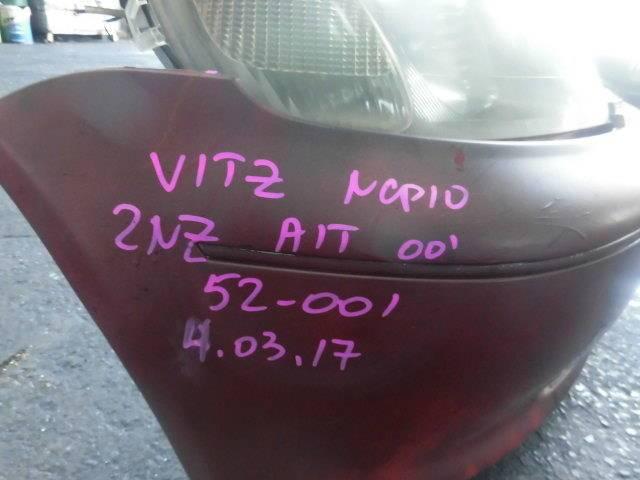 VITZ NCP10
2NZ A/T 00'
52-001
4.03.17